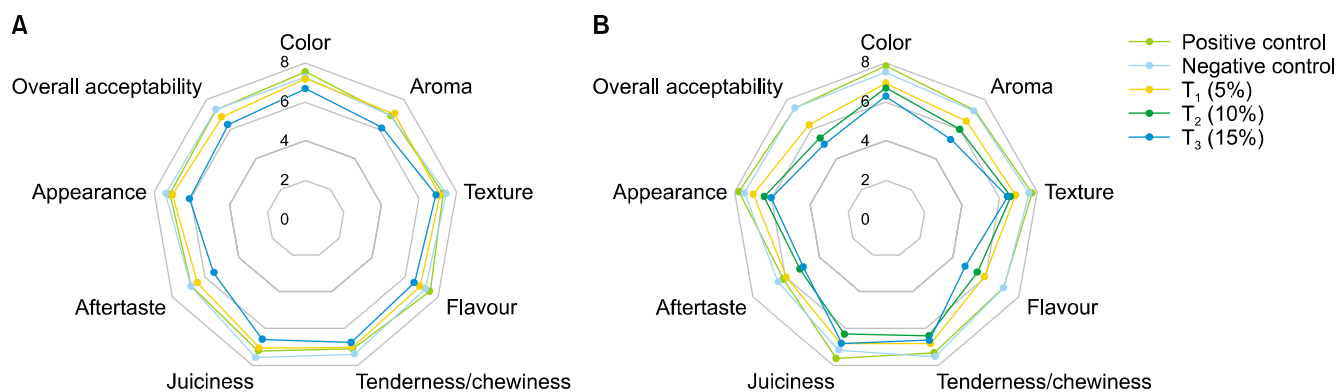 A
Color
8
6
4
2
0
Aroma
Texture
Flavour
Tenderness/chewiness
Juiciness
Aftertaste
Appearance
Overall acceptability
B
Color
8
6
4
2
0
Aroma
Texture
Flavour
Tenderness/chewiness
Juiciness
Aftertaste
Appearance
Overall acceptability
Positive control
Negative control
T₁ (5%)
T₂ (10%)
T₃ (15%)